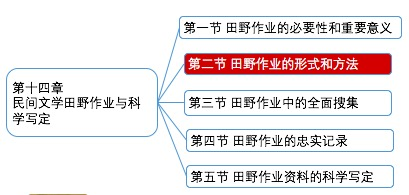 第十四章
民间文学田野作业与科
学写定
第一节 田野作业的必要性和重要意义
第二节 田野作业的形式和方法
第三节 田野作业中的全面搜集
第四节 田野作业的忠实记录
第五节 田野作业资料的科学写定